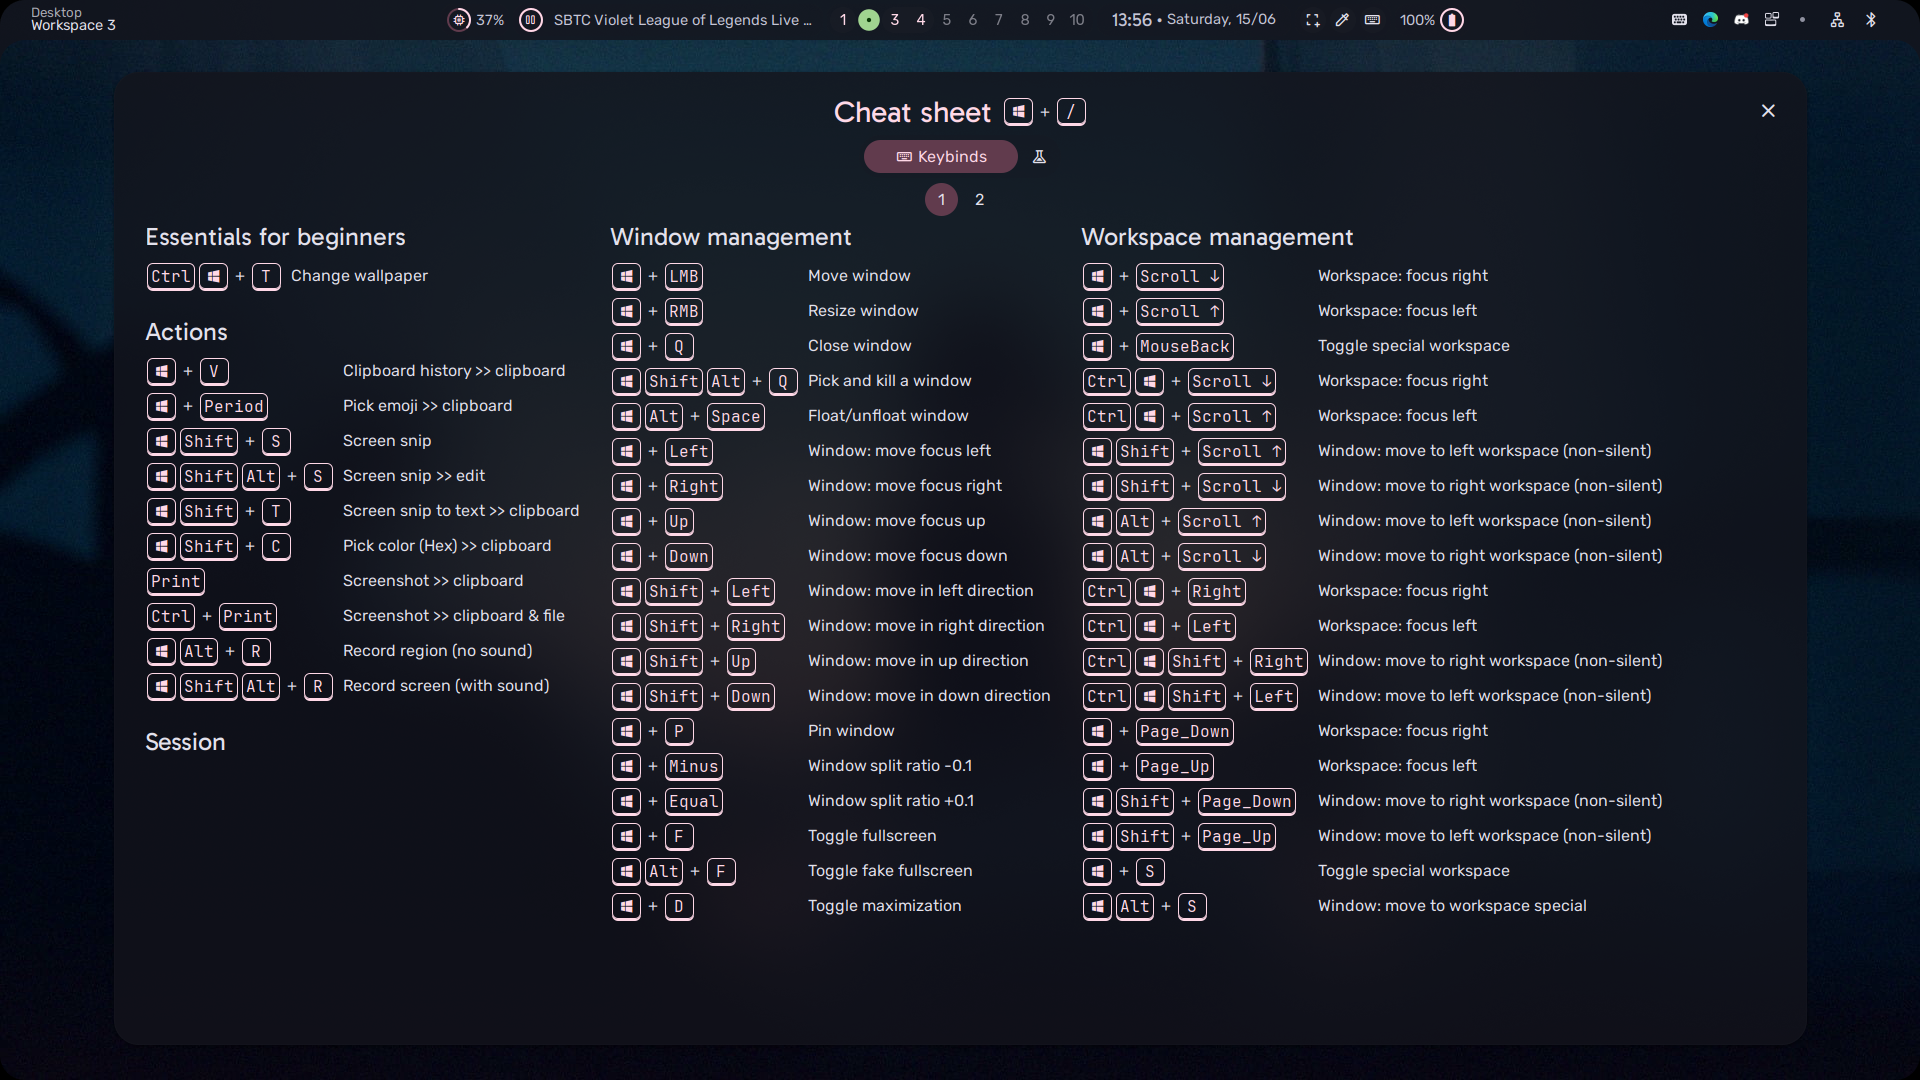 Desktop
Workspace 3
37%
SBTC Violet League of Legends Live ...
1 3 4 5 6 7 8 9 10
13:56 • Saturday, 15/06
100%
Cheat sheet + /
Keybinds
1 2
Essentials for beginners
Ctrl + T Change wallpaper
Actions
+ V Clipboard history >> clipboard
+ Period Pick emoji >> clipboard
Shift + S Screen snip
Shift Alt + S Screen snip >> edit
Shift + T Screen snip to text >> clipboard
Shift + C Pick color (Hex) >> clipboard
Print Screenshot >> clipboard
Ctrl + Print Screenshot >> clipboard & file
Alt + R Record region (no sound)
Shift Alt + R Record screen (with sound)
Session
Window management
+ LMB Move window
+ RMB Resize window
+ Q Close window
Shift Alt + Q Pick and kill a window
Alt + Space Float/unfloat window
+ Left Window: move focus left
+ Right Window: move focus right
+ Up Window: move focus up
+ Down Window: move focus down
Shift + Left Window: move in left direction
Shift + Right Window: move in right direction
Shift + Up Window: move in up direction
Shift + Down Window: move in down direction
+ P Pin window
+ Minus Window split ratio -0.1
+ Equal Window split ratio +0.1
+ F Toggle fullscreen
Alt + F Toggle fake fullscreen
+ D Toggle maximization
Workspace management
+ Scroll ↓ Workspace: focus right
+ Scroll ↑ Workspace: focus left
+ MouseBack Toggle special workspace
Ctrl + Scroll ↓ Workspace: focus right
Ctrl + Scroll ↑ Workspace: focus left
Shift + Scroll ↑ Window: move to left workspace (non-silent)
Shift + Scroll ↓ Window: move to right workspace (non-silent)
Alt + Scroll ↑ Window: move to left workspace (non-silent)
Alt + Scroll ↓ Window: move to right workspace (non-silent)
Ctrl + Right Workspace: focus right
Ctrl + Left Workspace: focus left
Ctrl Shift + Right Window: move to right workspace (non-silent)
Ctrl Shift + Left Window: move to left workspace (non-silent)
+ Page_Down Workspace: focus right
+ Page_Up Workspace: focus left
Shift + Page_Down Window: move to right workspace (non-silent)
Shift + Page_Up Window: move to left workspace (non-silent)
+ S Toggle special workspace
Alt + S Window: move to workspace special